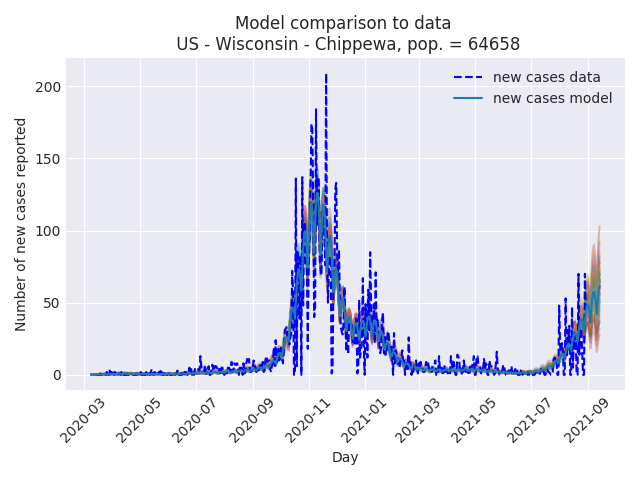 Model comparison to data
US - Wisconsin - Chippewa, pop. = 64658
new cases data
new cases model
Number of new cases reported
200
150
100
50
0
2020-03
2020-05
2020-07
2020-09
2020-11
2021-01
2021-03
2021-05
2021-07
2021-09
Day